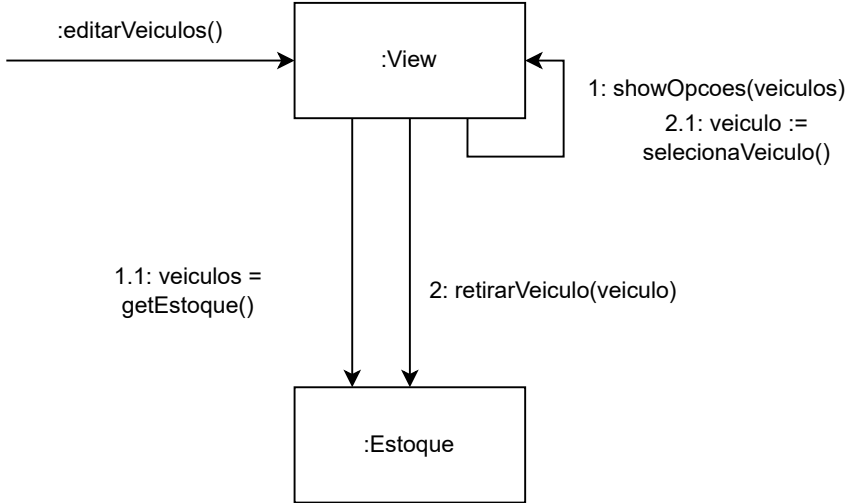 :editarVeiculos()
:View
1: showOpcoes(veiculos)
2.1: veiculo :=
selecionaVeiculo()
1.1: veiculos =
getEstoque()
2: retirarVeiculo(veiculo)
:Estoque